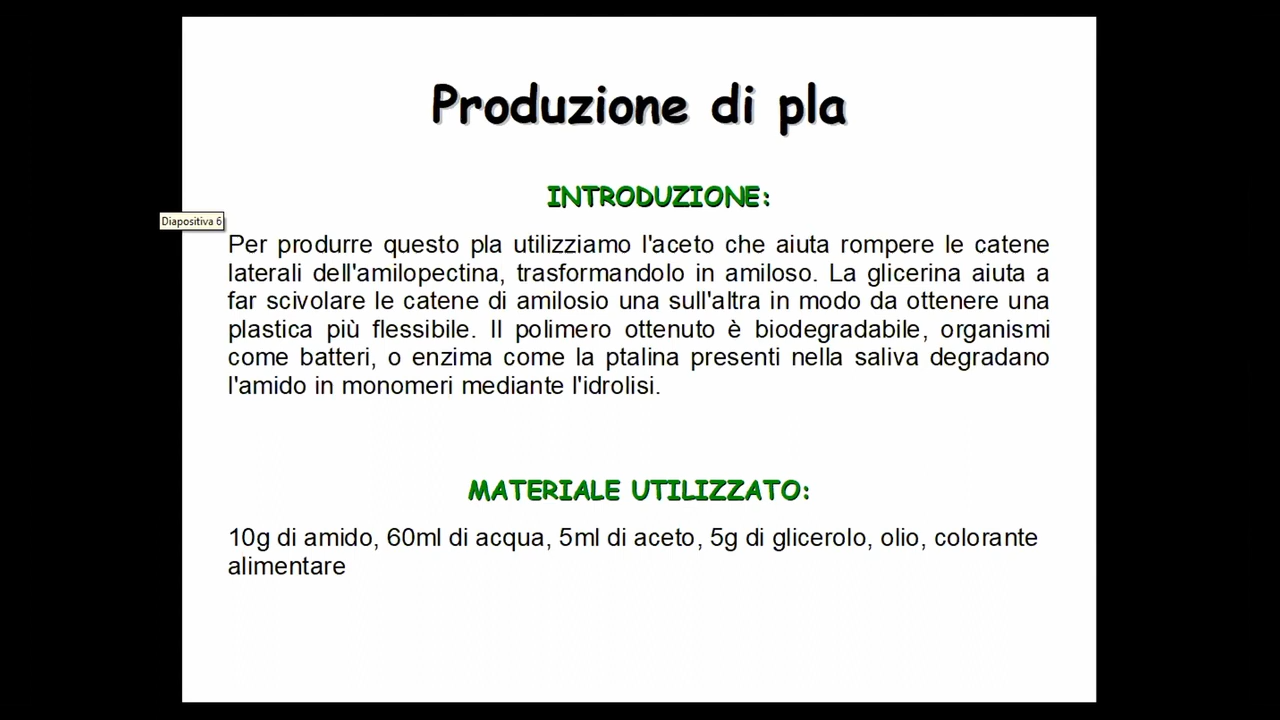 Produzione di pla
INTRODUZIONE:
Diapositiva 6
Per produrre questo pla utilizziamo l'aceto che aiuta rompere le catene
laterali dell'amilopectina, trasformandolo in amiloso. La glicerina aiuta a
far scivolare le catene di amilosio una sull'altra in modo da ottenere una
plastica più flessibile. Il polimero ottenuto è biodegradabile, organismi
come batteri, o enzima come la ptalina presenti nella saliva degradano
l'amido in monomeri mediante l'idrolisi.
MATERIALE UTILIZZATO:
10g di amido, 60ml di acqua, 5ml di aceto, 5g di glicerolo, olio, colorante
alimentare